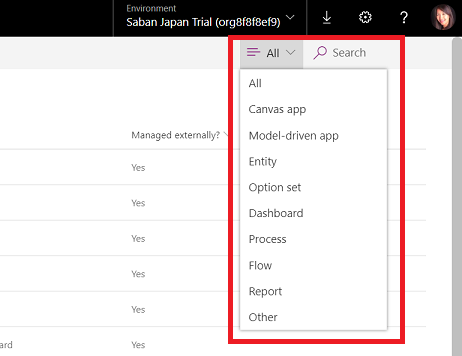 Environment
Saban Japan Trial (org8f8f8ef9)
?
All
Search
All
Canvas app
Managed externally?
Model-driven app
Yes
Entity
Option set
Yes
Dashboard
Yes
Process
Flow
Yes
Report
Yes
Other
ard
Yes